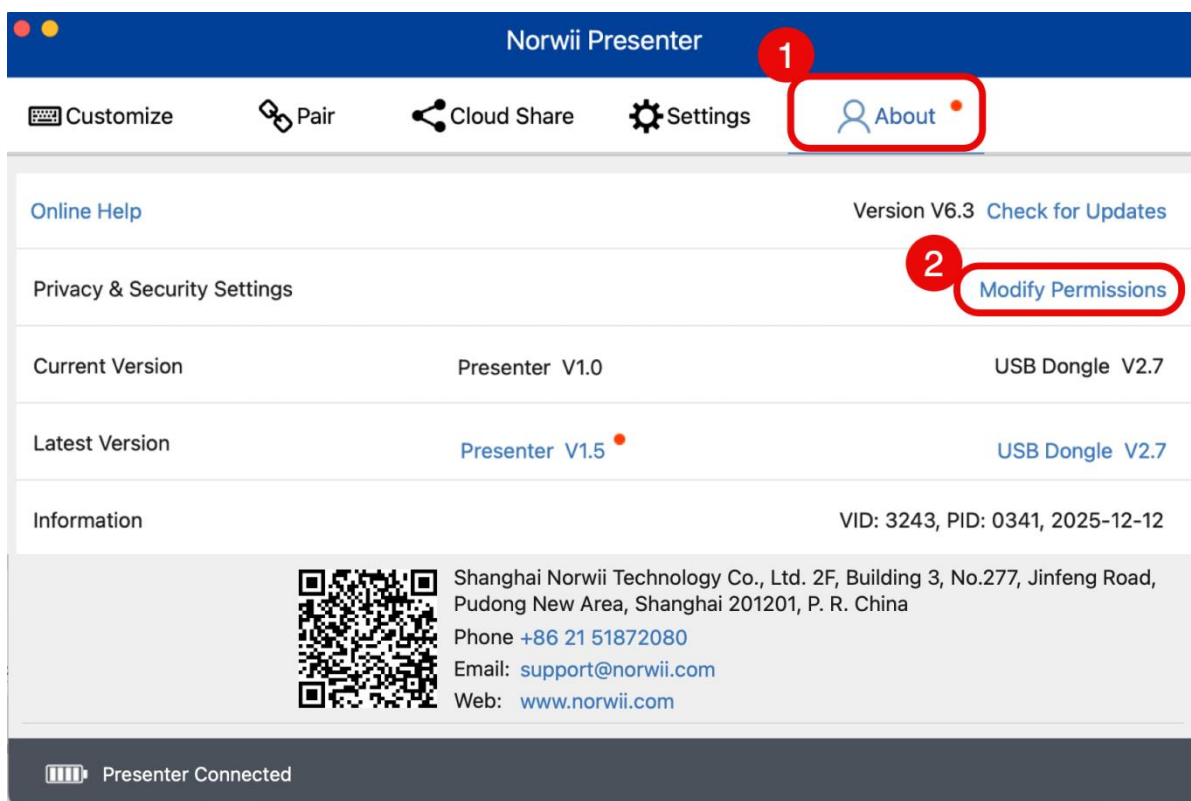 Norwii Presenter
1
Customize Pair Cloud Share Settings About
Online Help Version V6.3 Check for Updates
2
Privacy & Security Settings Modify Permissions
Current Version Presenter V1.0 USB Dongle V2.7
Latest Version Presenter V1.5 USB Dongle V2.7
Information VID: 3243, PID: 0341, 2025-12-12
Shanghai Norwii Technology Co., Ltd. 2F, Building 3, No.277, Jinfeng Road,
Pudong New Area, Shanghai 201201, P. R. China
Phone +86 21 51872080
Email: support@norwii.com
Web: www.norwii.com
Presenter Connected